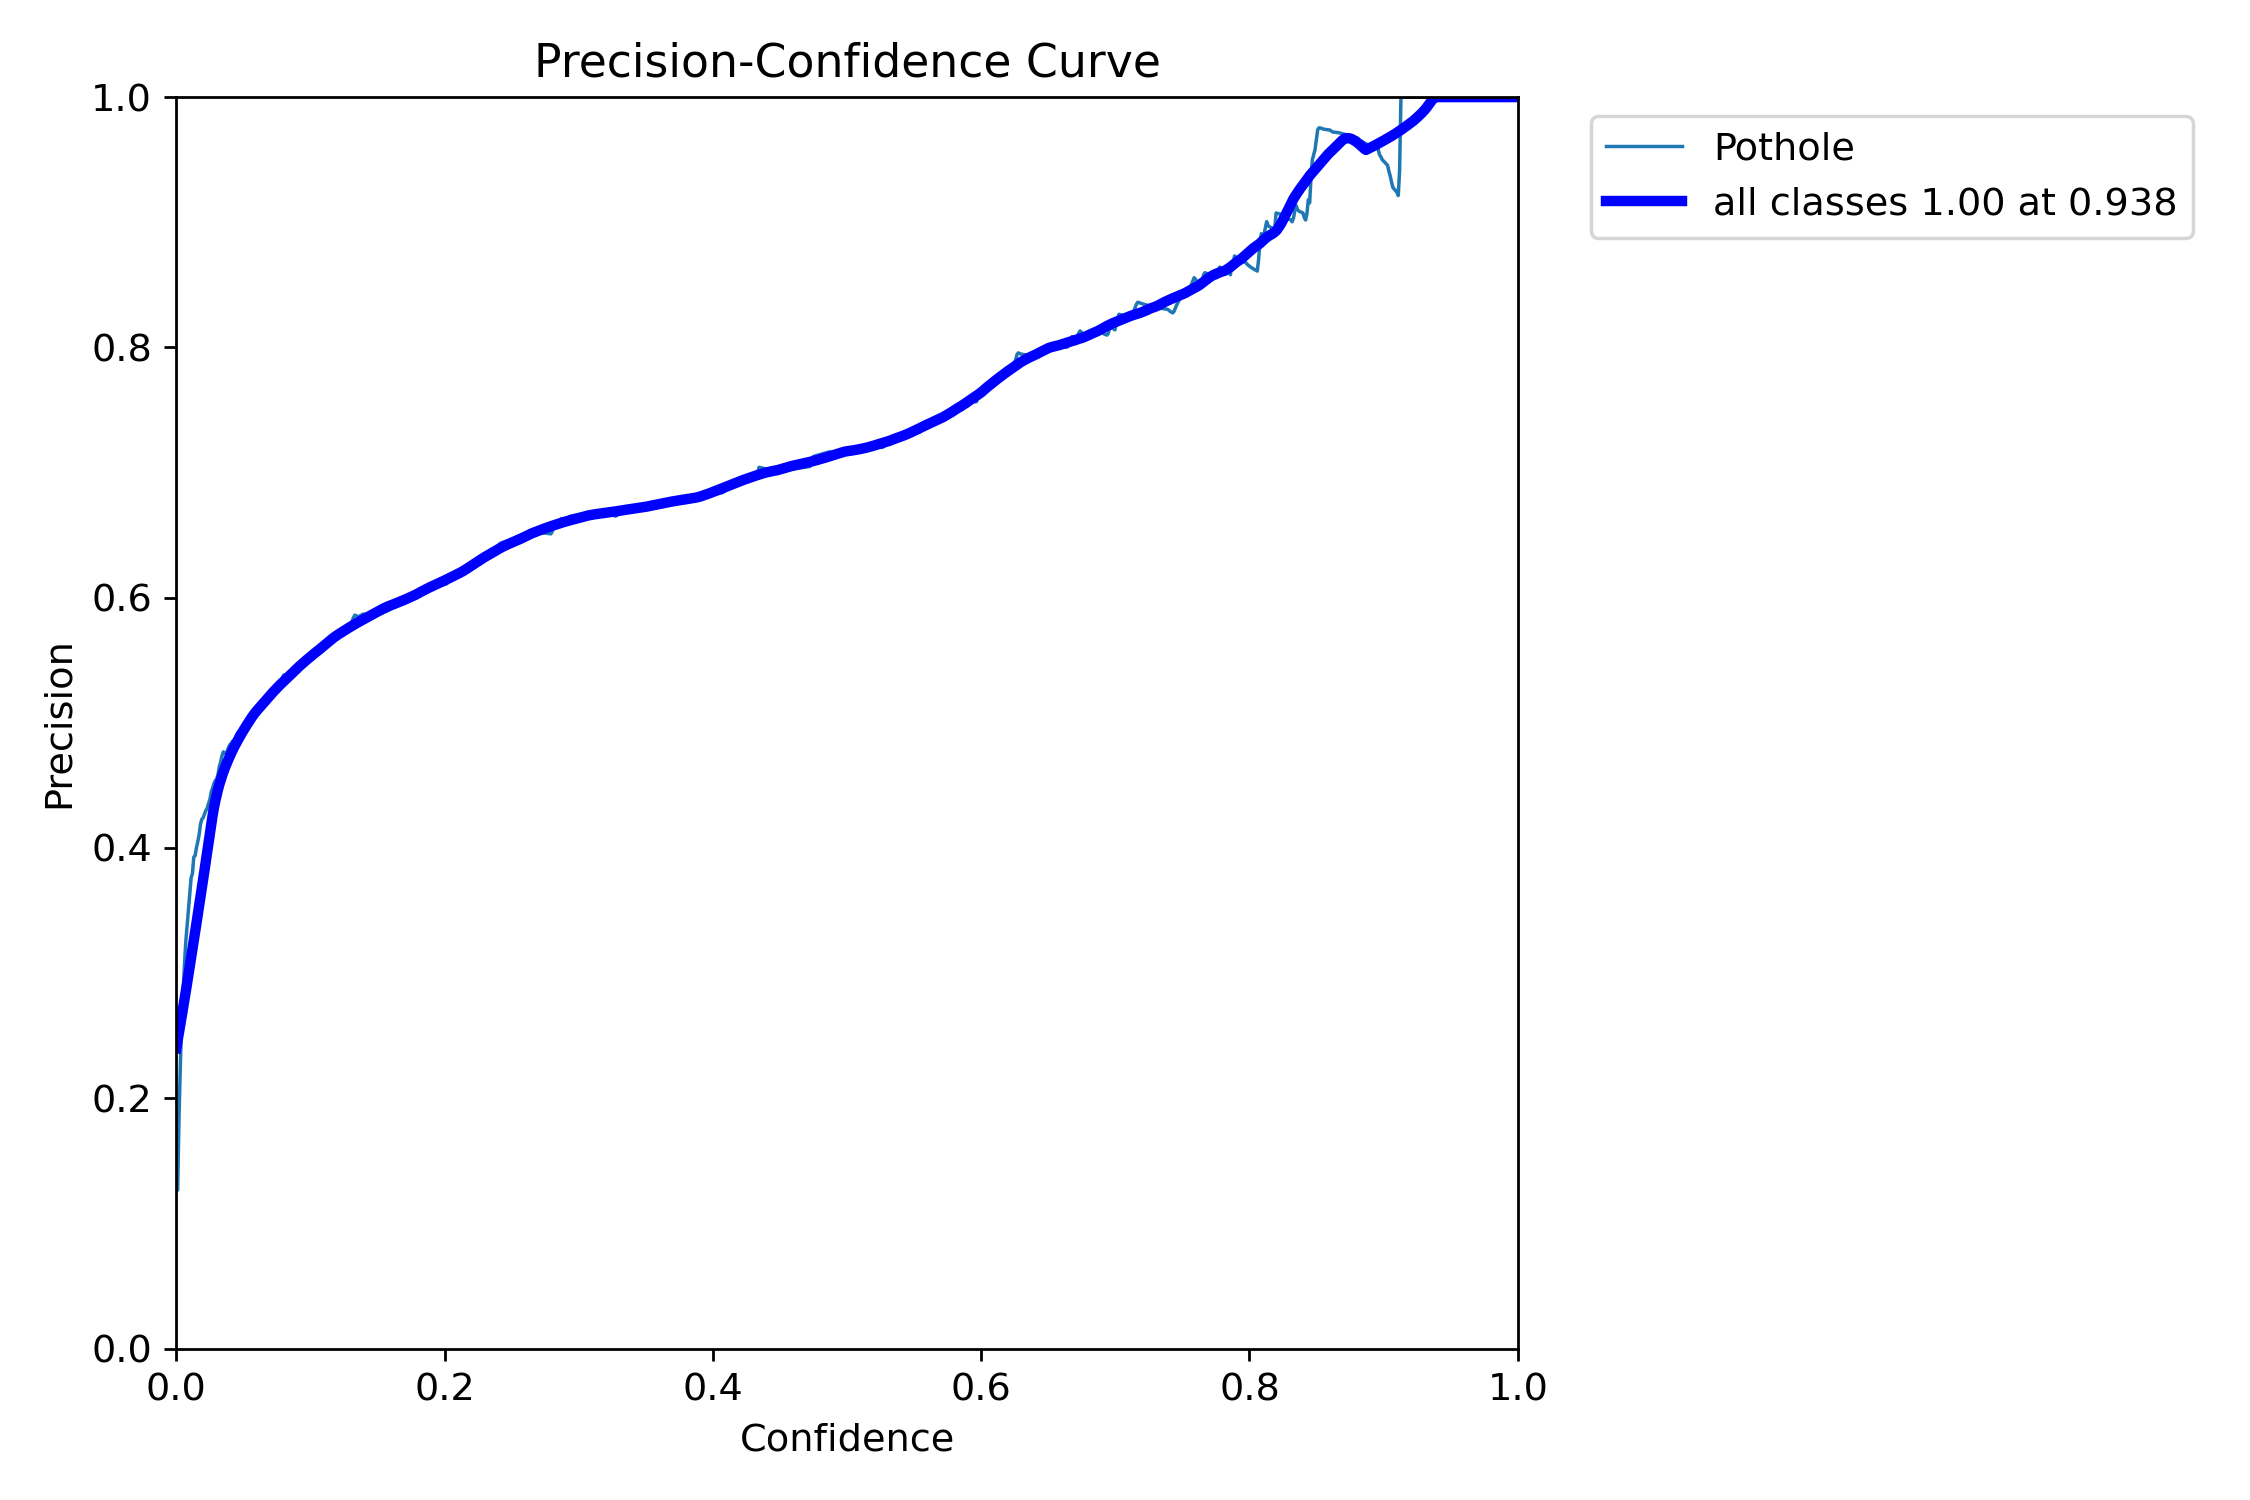 Precision-Confidence Curve
1.0
0.8
0.6
0.4
0.2
0.0
Precision
0.0 0.2 0.4 0.6 0.8 1.0
Confidence
Pothole
all classes 1.00 at 0.938